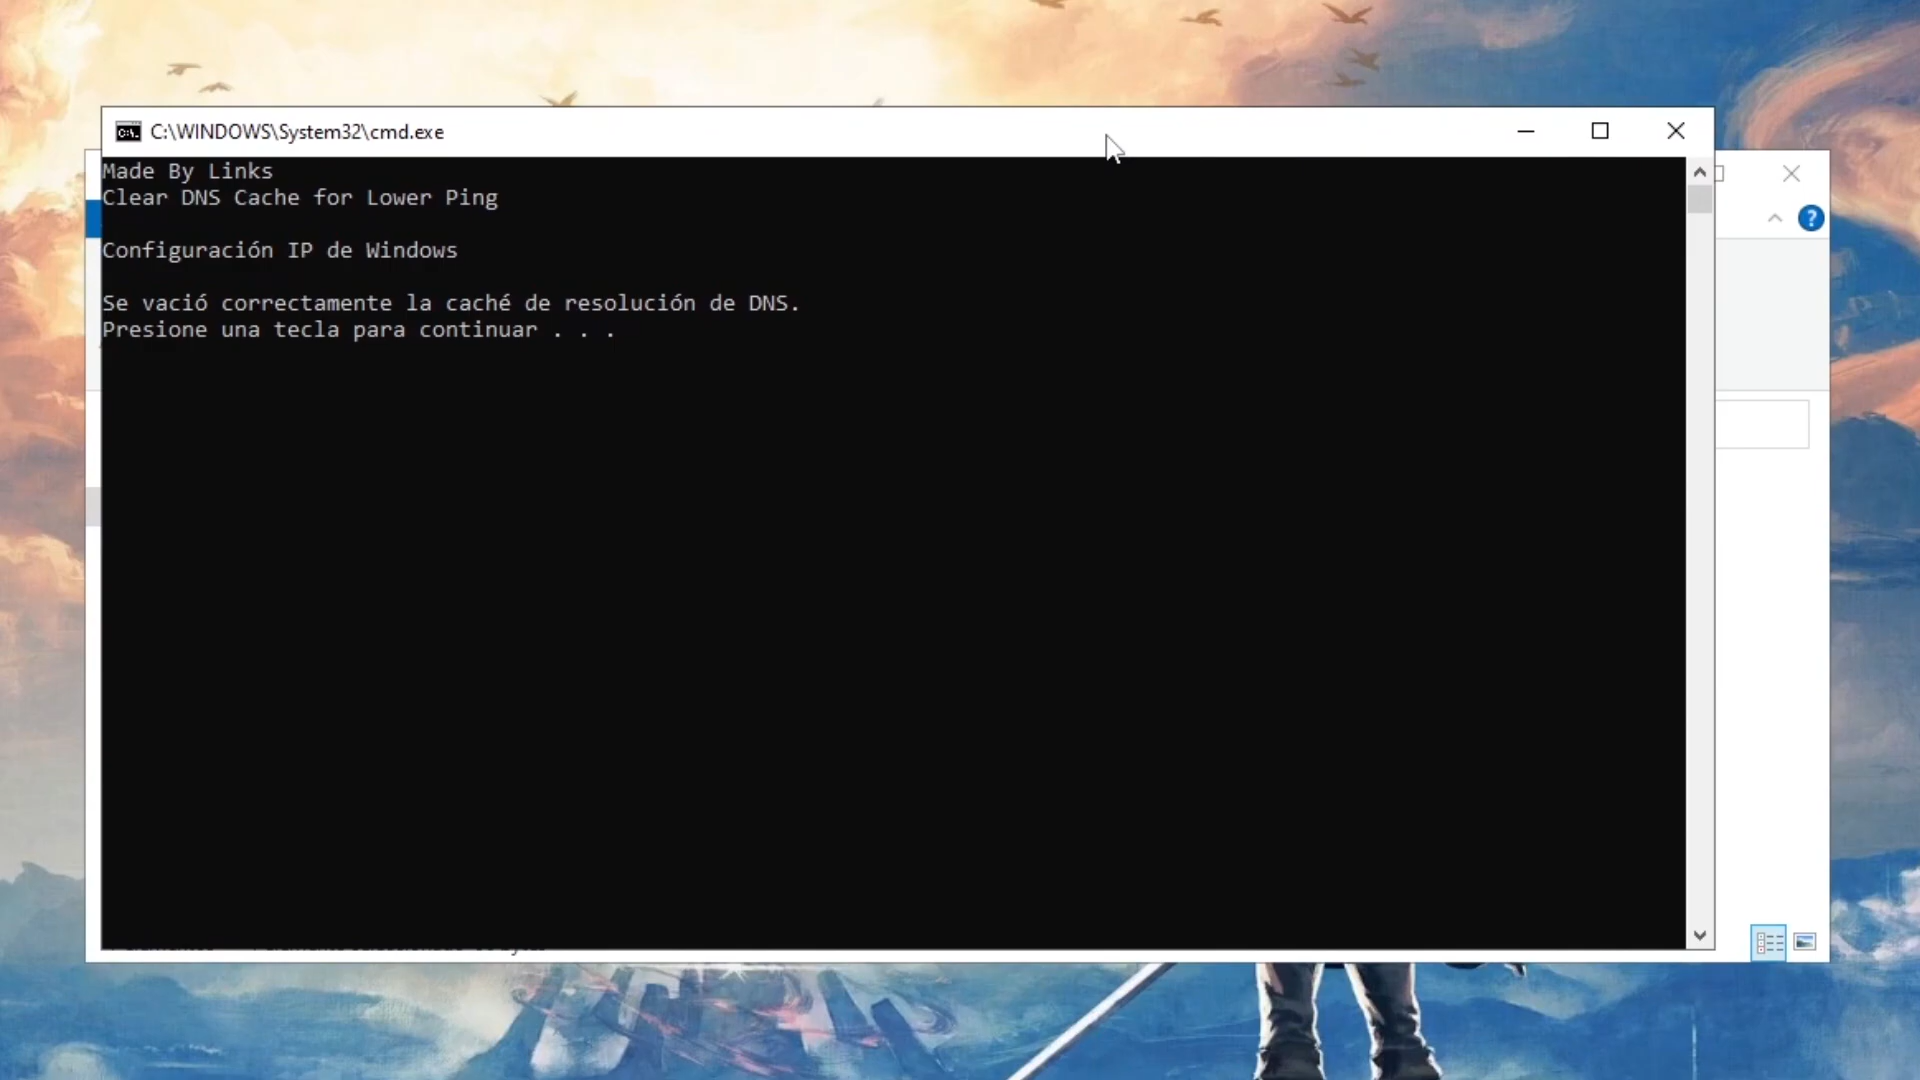 C:\WINDOWS\System32\cmd.exe
Made By Links
Clear DNS Cache for Lower Ping
Configuración IP de Windows
Se vació correctamente la caché de resolución de DNS.
Presione una tecla para continuar . . .